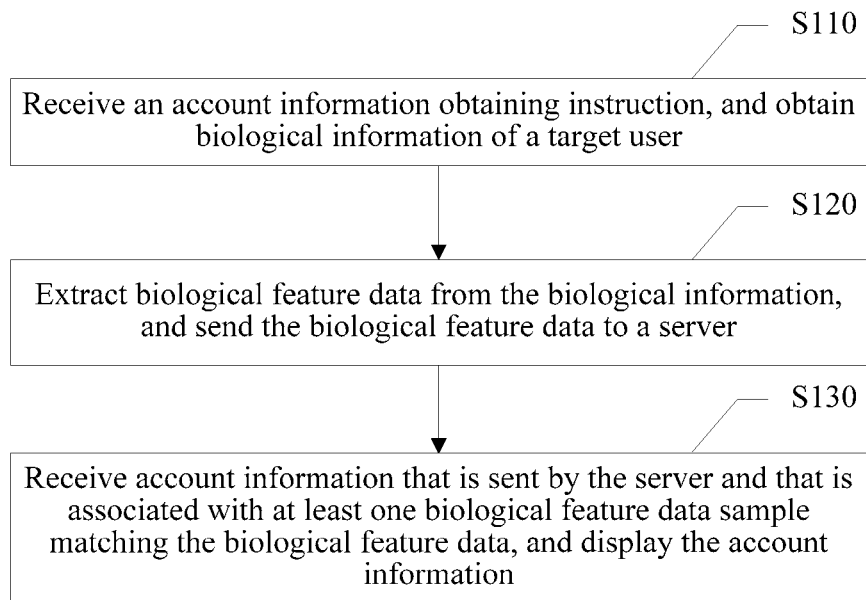 S110
Receive an account information obtaining instruction, and obtain
biological information of a target user
S120
Extract biological feature data from the biological information,
and send the biological feature data to a server
S130
Receive account information that is sent by the server and that is
associated with at least one biological feature data sample
matching the biological feature data, and display the account
information